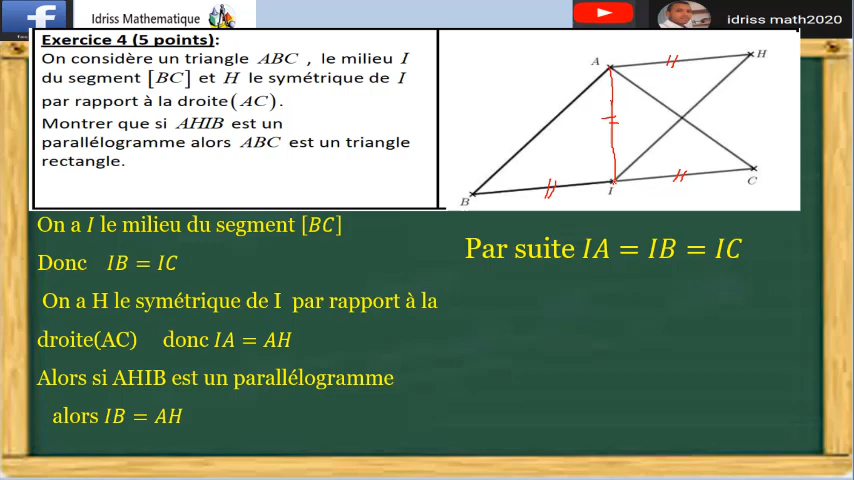 Idriss Mathematique
idriss math2020
Exercice 4 (5 points):
On considère un triangle ABC , le milieu I
du segment [BC] et H le symétrique de I
par rapport à la droite(AC).
Montrer que si AHIB est un
parallélogramme alors ABC est un triangle
rectangle.
A
H
B
I
C
On a I le milieu du segment [BC]
Donc IB = IC
On a H le symétrique de I par rapport à la
droite(AC) donc IA = AH
Alors si AHIB est un parallélogramme
alors IB = AH
Par suite IA = IB = IC